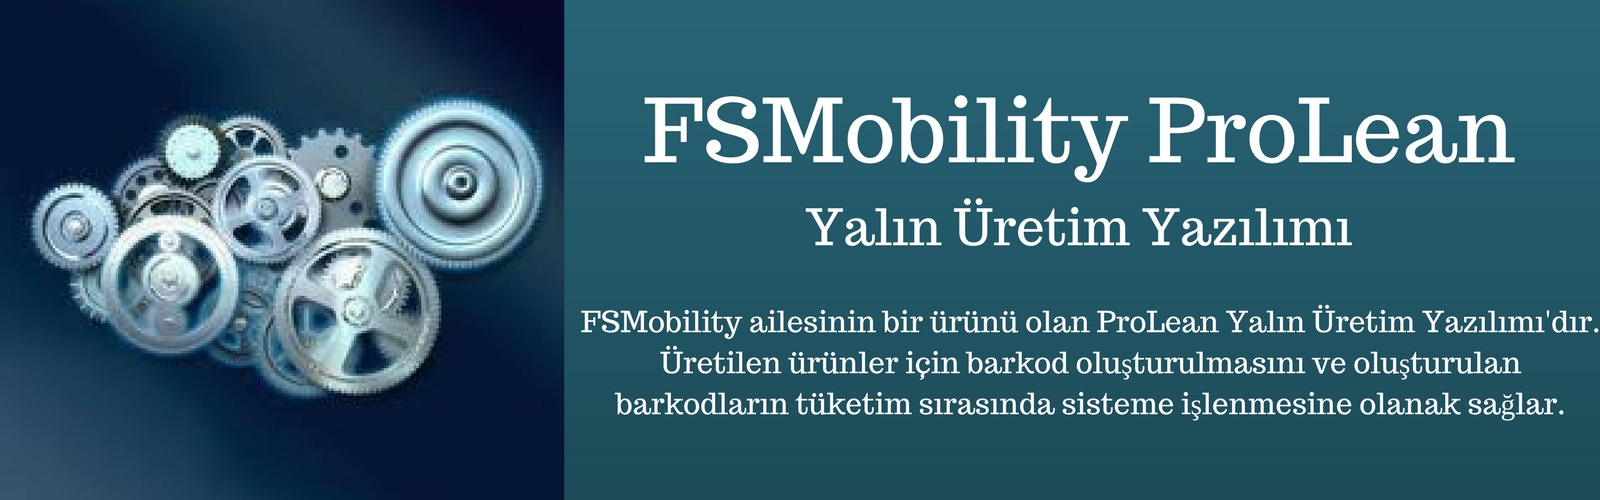 FSMobility ProLean
Yalın Üretim Yazılımı
FSMobility ailesinin bir ürünü olan ProLean Yalın Üretim Yazılımı'dır.
Üretilen ürünler için barkod oluşturulmasını ve oluşturulan
barkodların tüketim sırasında sisteme işlenmesine olanak sağlar.